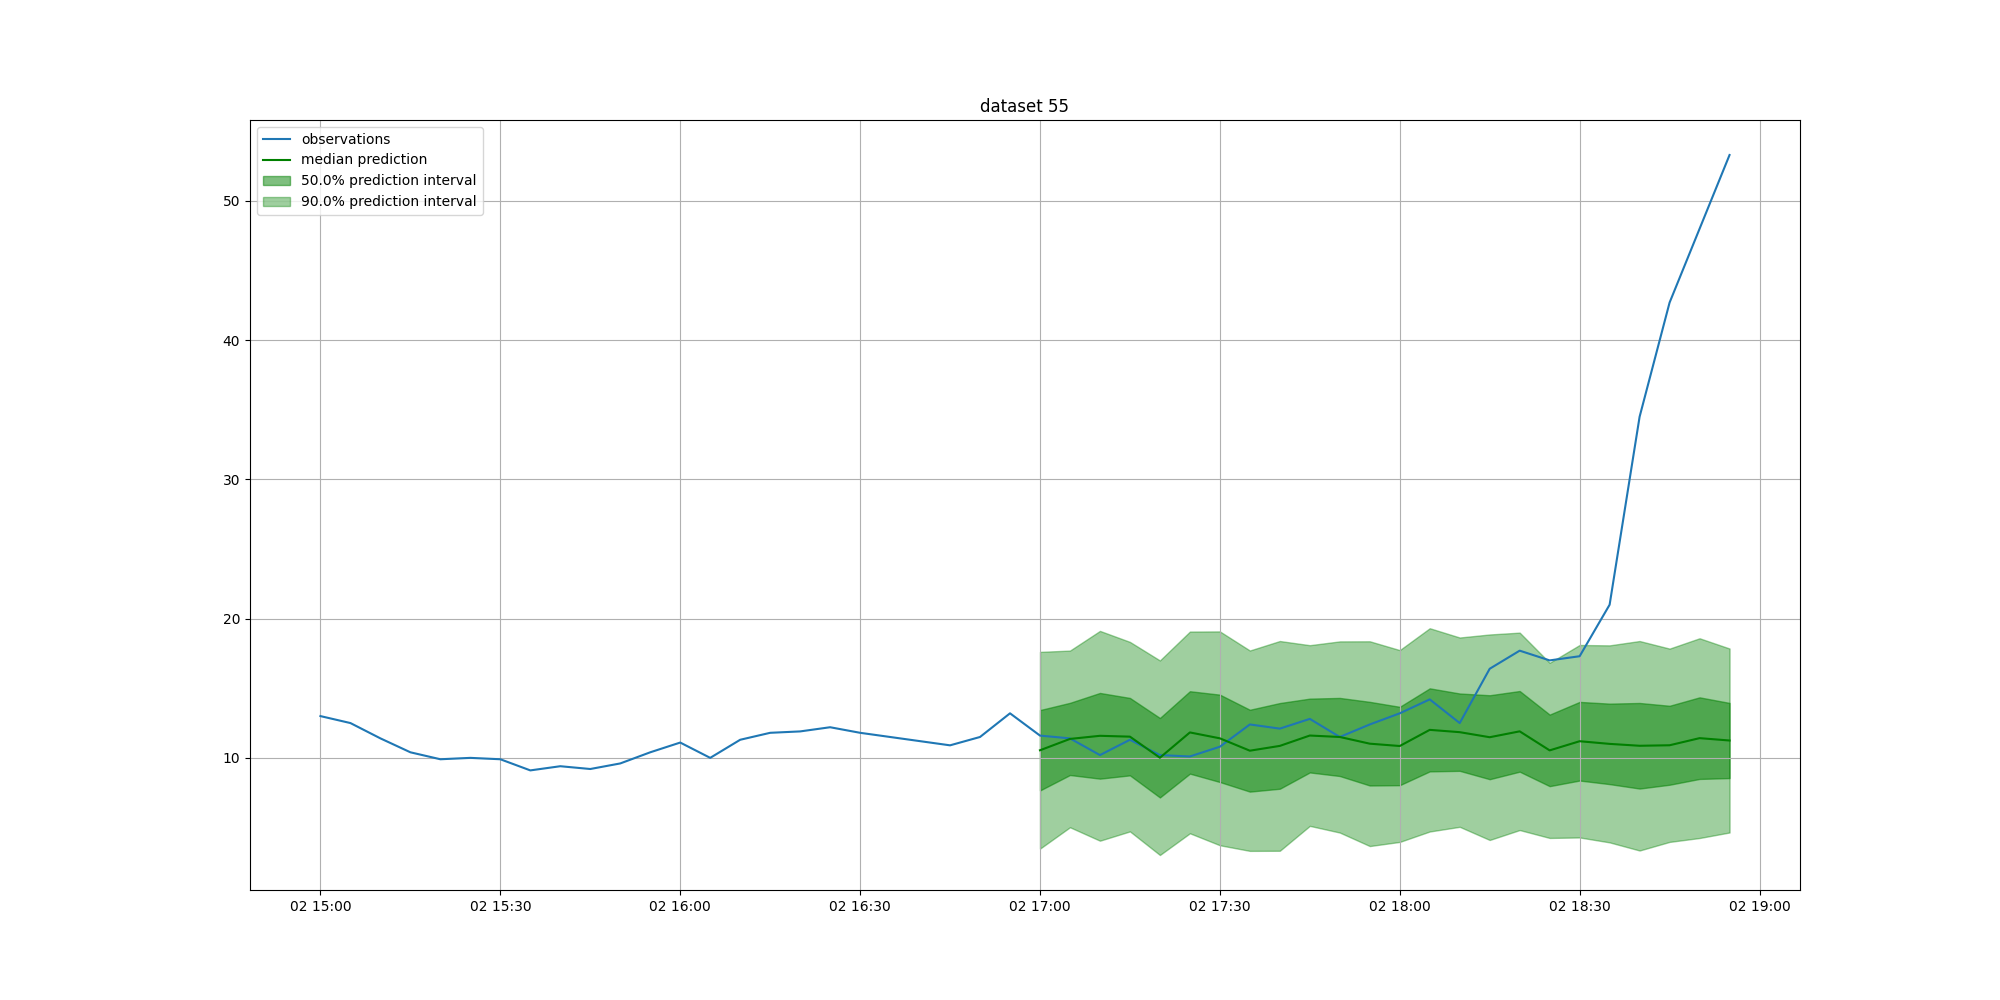 dataset 55
observations
median prediction
50.0% prediction interval
90.0% prediction interval
50
40
30
20
10
02 15:00 02 15:30 02 16:00 02 16:30 02 17:00 02 17:30 02 18:00 02 18:30 02 19:00